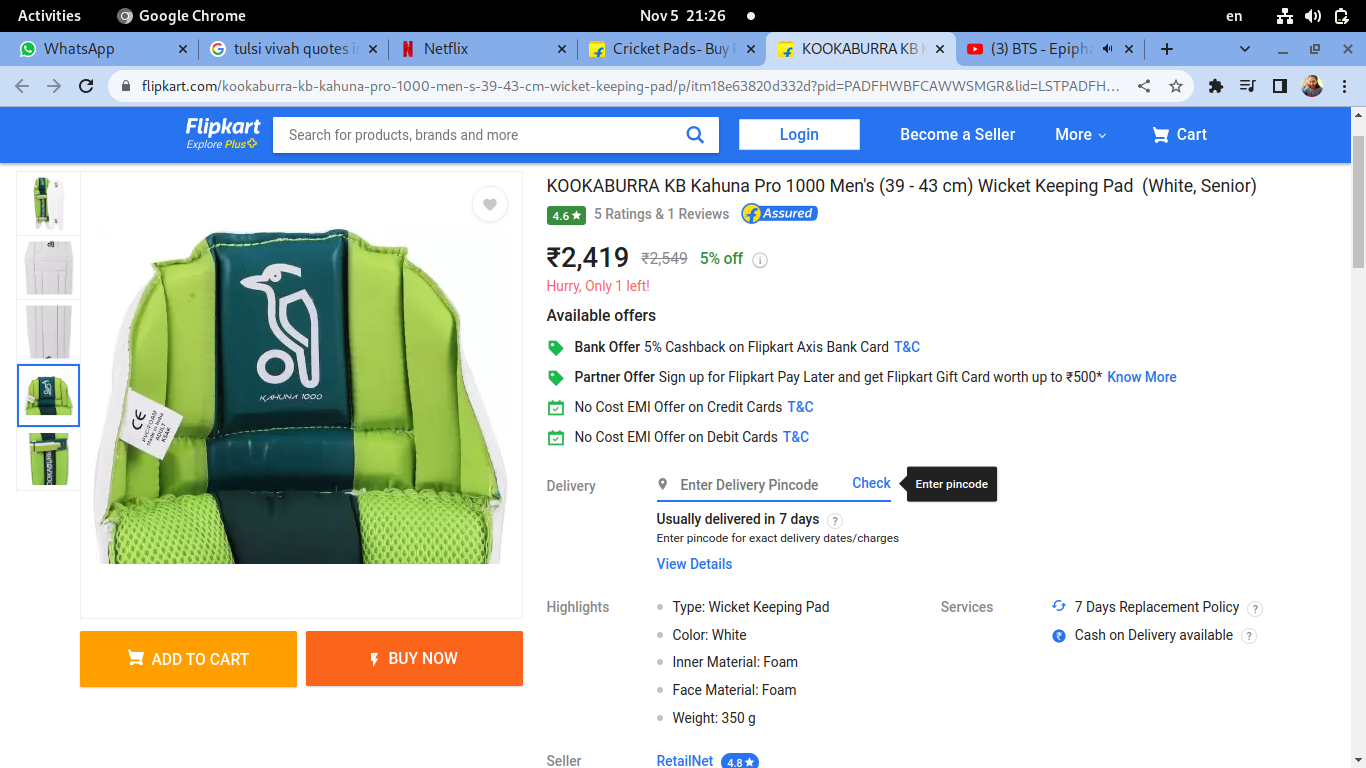 Activities
Google Chrome
Nov 5 21:26
en
WhatsApp
tulsi vivah quotes i
Netflix
Cricket Pads- Buy
KOOKABURRA KB
(3) BTS - Epiph
flipkart.com/kookaburra-kb-kahuna-pro-1000-men-s-39-43-cm-wicket-keeping-pad/p/itm18e63820d332d?pid=PADFHWBFCAWWSMGR&lid=LSTPADFH...
Flipkart
Explore Plus
Search for products, brands and more
Login
Become a Seller
More
Cart
KOOKABURRA KB Kahuna Pro 1000 Men's (39 - 43 cm) Wicket Keeping Pad (White, Senior)
4.6★ 5 Ratings & 1 Reviews Assured
₹2,419 ₹2,549 5% off
Hurry, Only 1 left!
Available offers
Bank Offer 5% Cashback on Flipkart Axis Bank Card T&C
Partner Offer Sign up for Flipkart Pay Later and get Flipkart Gift Card worth up to ₹500* Know More
No Cost EMI Offer on Credit Cards T&C
No Cost EMI Offer on Debit Cards T&C
KAHUNA 1000
CE
PVC/FOAM
Made in India
ADULT
KOOKABURR
Delivery
Enter Delivery Pincode
Check
Enter pincode
Usually delivered in 7 days ?
Enter pincode for exact delivery dates/charges
View Details
Highlights
Type: Wicket Keeping Pad
Color: White
Inner Material: Foam
Face Material: Foam
Weight: 350 g
Services
7 Days Replacement Policy ?
Cash on Delivery available ?
ADD TO CART
BUY NOW
Seller
RetailNet 4.8★